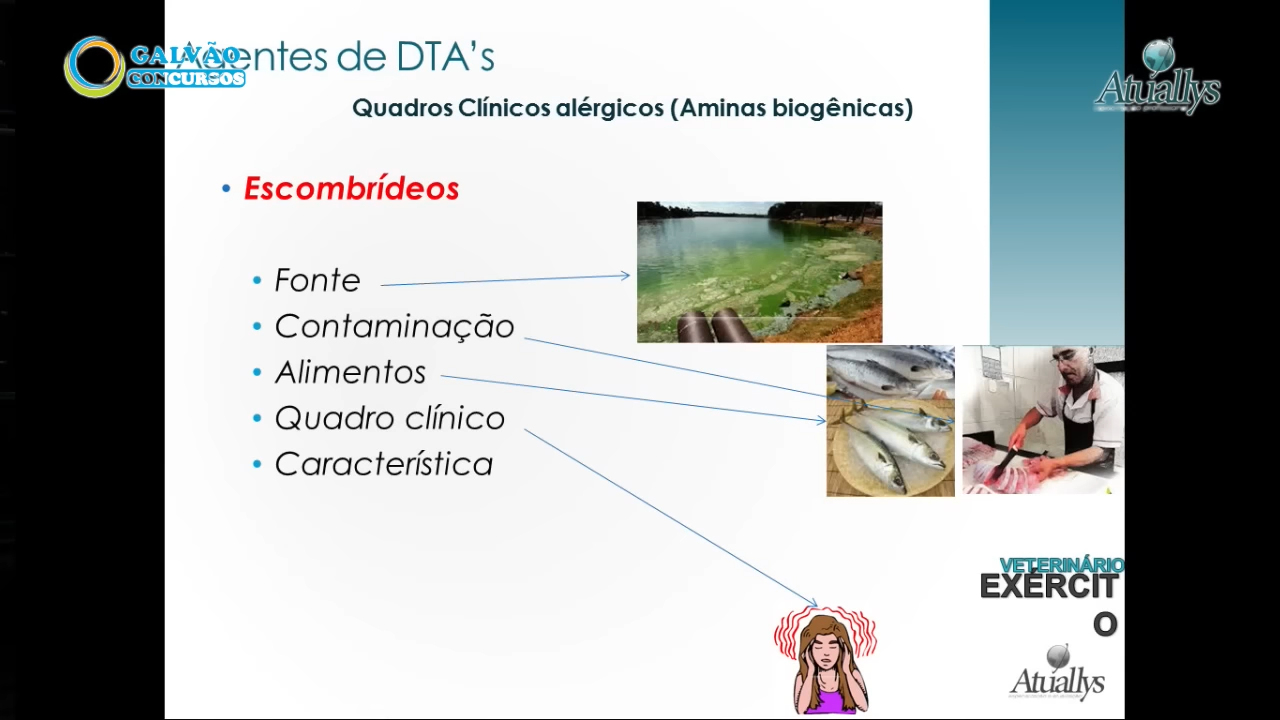 GALVÃO
CONCURSOS
Agentes de DTA's
Atuallys
Quadros Clínicos alérgicos (Aminas biogênicas)
• Escombrídeos
• Fonte
• Contaminação
• Alimentos
• Quadro clínico
• Característica
VETERINÁRIO
EXÉRCIT
O
Atuallys